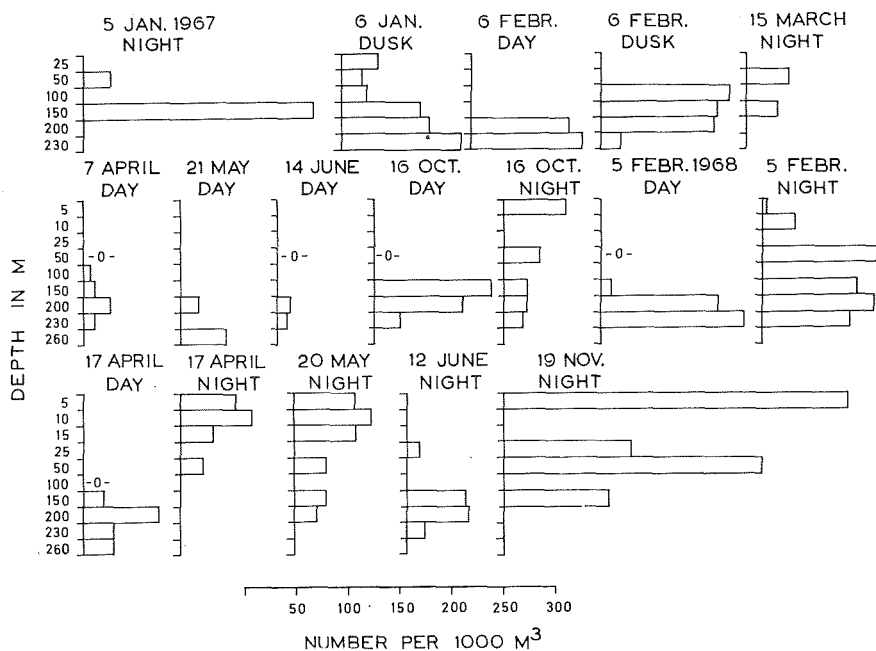 5 JAN. 1967 NIGHT
6 JAN. DUSK
6 FEBR. DAY
6 FEBR. DUSK
15 MARCH NIGHT
25
50
100
150
200
230
7 APRIL DAY
21 MAY DAY
14 JUNE DAY
16 OCT. DAY
16 OCT. NIGHT
5 FEBR. 1968 DAY
5 FEBR. NIGHT
5
10
25
50
100
150
200
230
260
-0-
-0-
-0-
-0-
DEPTH IN M
17 APRIL DAY
17 APRIL NIGHT
20 MAY NIGHT
12 JUNE NIGHT
19 NOV. NIGHT
5
10
15
25
50
100
150
200
230
260
-0-
50 100 150 200 250 300
NUMBER PER 1000 M³